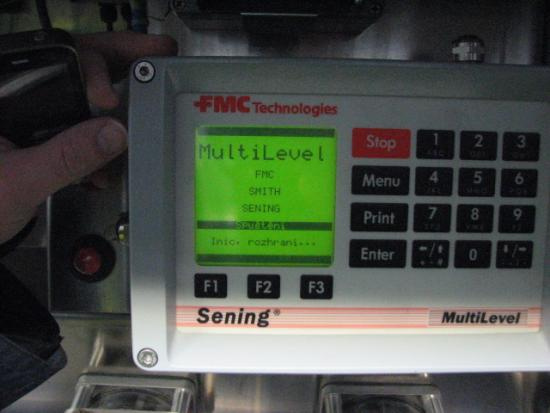 FMC Technologies
MultiLevel
FMC
SMITH
SENING
Spuštění
Inic. rozhraní...
F1 F2 F3
Stop 1 2 3
Menu 4 5 6
Print 7 8 9
Enter 0
Sening® MultiLevel